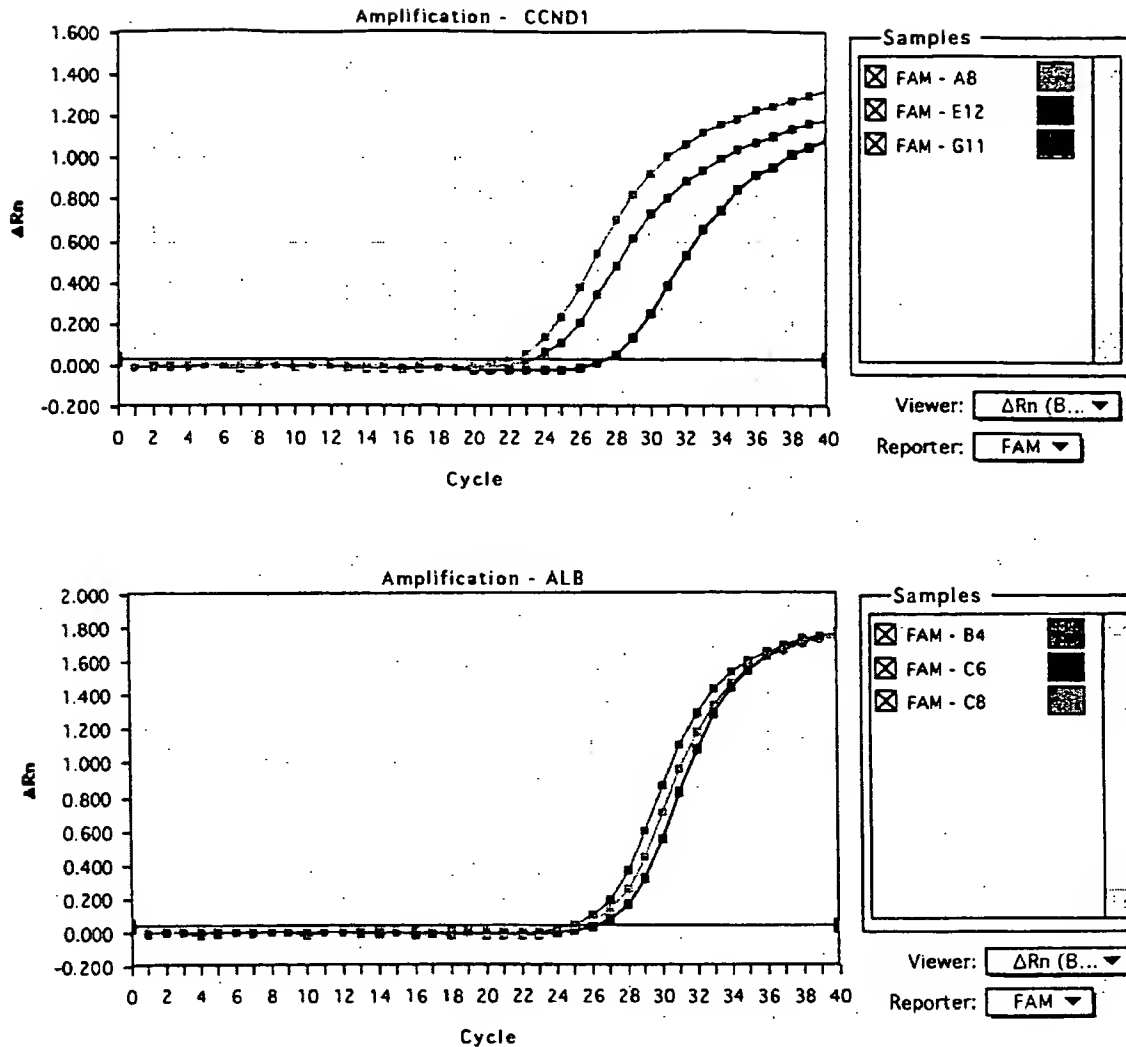 Amplification - CCND1
1.600
1.400
1.200
1.000
0.800
0.600
0.400
0.200
0.000
-0.200
ΔRn
0 2 4 6 8 10 12 14 16 18 20 22 24 26 28 30 32 34 36 38 40
Cycle
Samples
FAM - A8
FAM - E12
FAM - G11
Viewer: ΔRn (B...
Reporter: FAM
Amplification - ALB
2.000
1.800
1.600
1.400
1.200
1.000
0.800
0.600
0.400
0.200
0.000
-0.200
ΔRn
0 2 4 6 8 10 12 14 16 18 20 22 24 26 28 30 32 34 36 38 40
Cycle
Samples
FAM - B4
FAM - C6
FAM - C8
Viewer: ΔRn (B...
Reporter: FAM